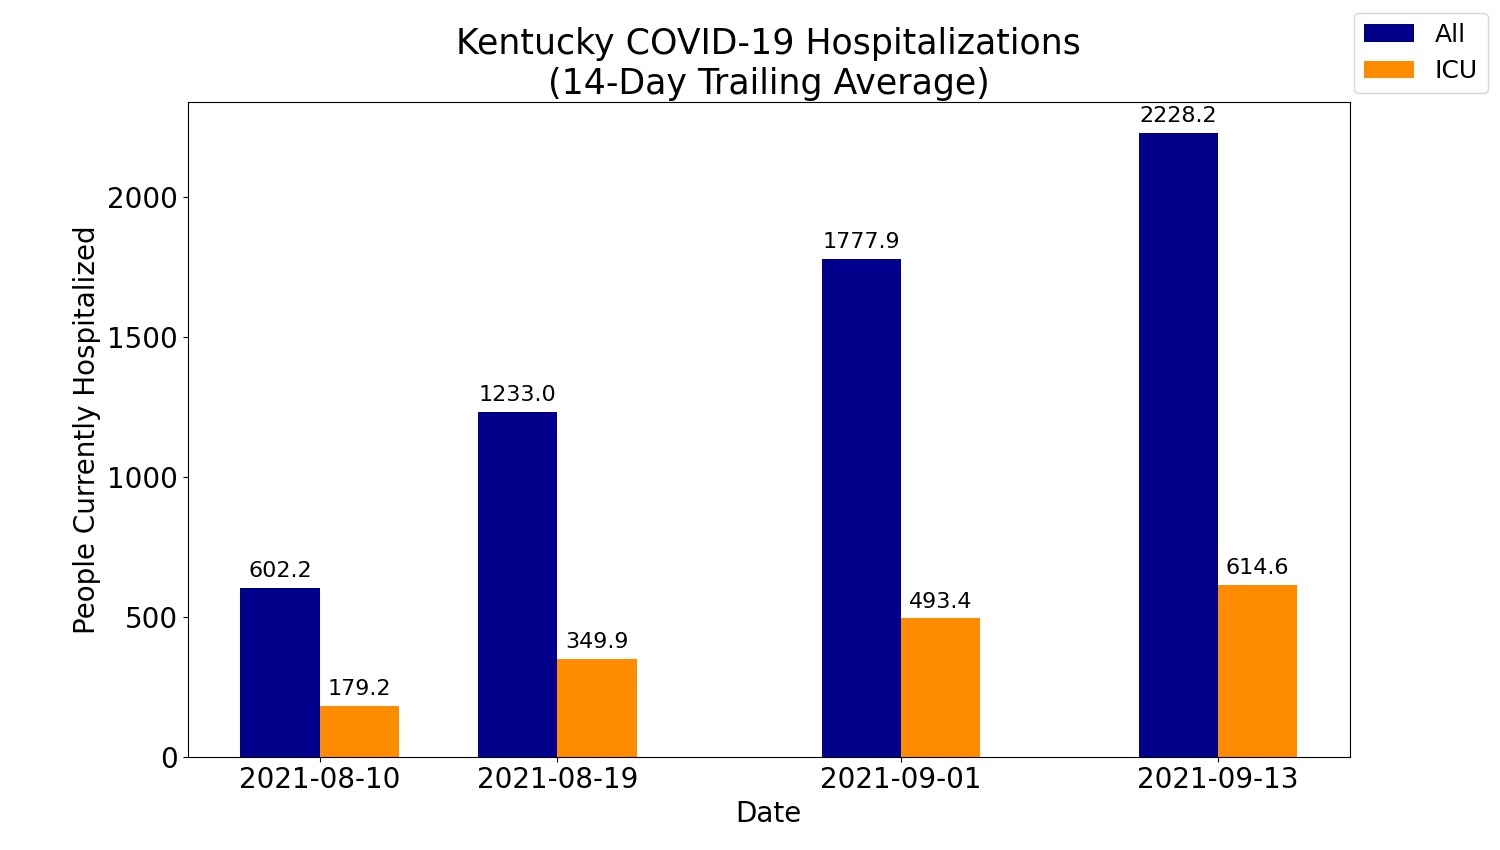 Kentucky COVID-19 Hospitalizations
(14-Day Trailing Average)
All
ICU
People Currently Hospitalized
2000
1500
1000
500
0
602.2
179.2
1233.0
349.9
1777.9
493.4
2228.2
614.6
2021-08-10
2021-08-19
2021-09-01
2021-09-13
Date